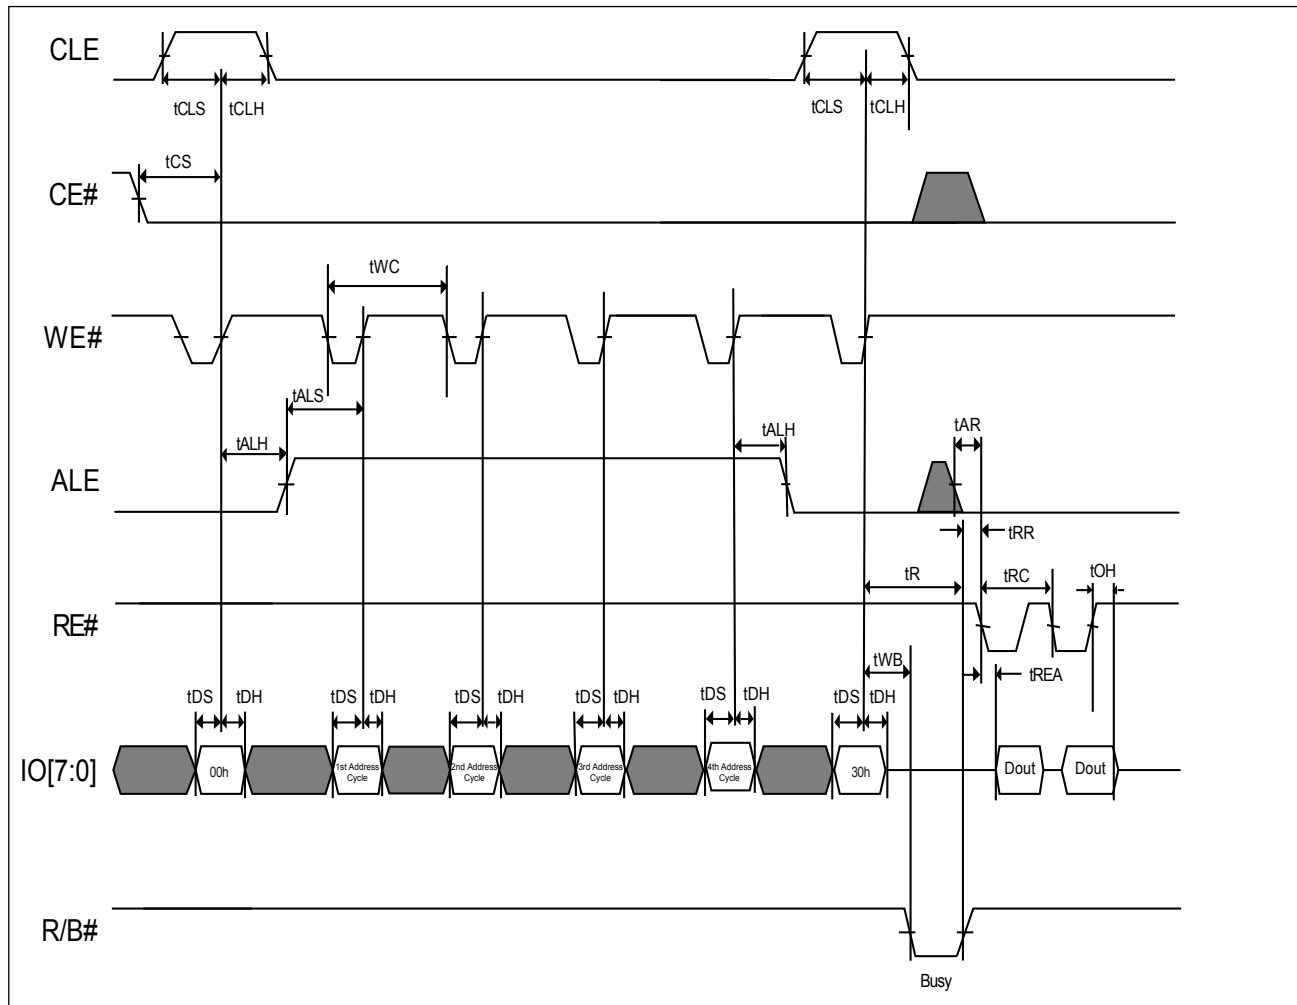 CLE
tCLS tCLH
tCLS tCLH
tCS
CE#
tWC
WE#
tALS
tALH
tALH
tAR
ALE
tRR
tR
tRC
tOH
RE#
tWB
tREA
tDS tDH
tDS tDH
tDS tDH
tDS tDH
tDS tDH
tDS tDH
IO[7:0]
00h
1st Address
Cycle
2nd Address
Cycle
3rd Address
Cycle
4th Address
Cycle
30h
Dout
Dout
R/B#
Busy